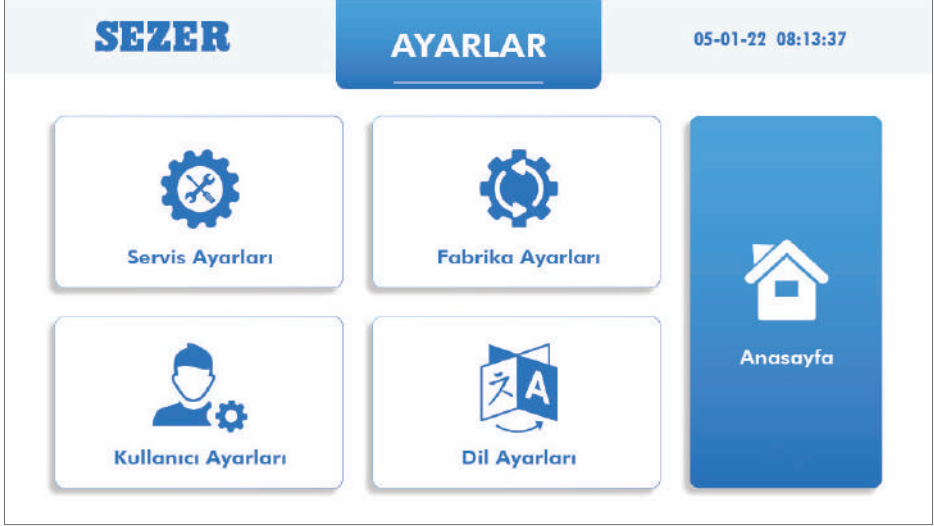 SEZER
AYARLAR
05-01-22 08:13:37
Servis Ayarları
Fabrika Ayarları
Kullanıcı Ayarları
Dil Ayarları
Anasayfa